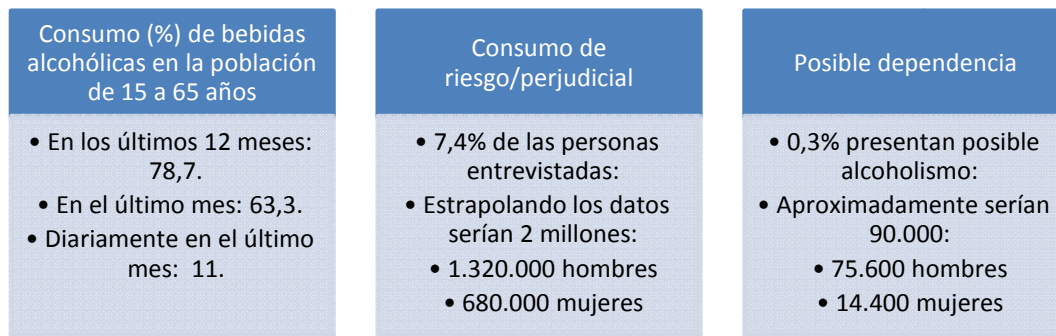 Consumo (%) de bebidas
alcohólicas en la población
de 15 a 65 años
• En los últimos 12 meses:
78,7.
• En el último mes: 63,3.
• Diariamente en el último
mes: 11.
Consumo de
riesgo/perjudicial
• 7,4% de las personas
entrevistadas:
• Estrapolando los datos
serían 2 millones:
• 1.320.000 hombres
• 680.000 mujeres
Posible dependencia
• 0,3% presentan posible
alcoholismo:
• Aproximadamente serían
90.000:
• 75.600 hombres
• 14.400 mujeres